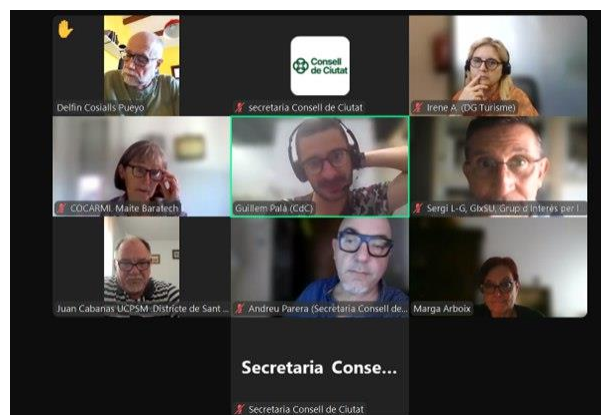 Consell
de Ciutat
Delfin Cosialls Pueyo
secretaria Consell de Ciutat
Irene A. (DG Turisme)
COCARMI. Maite Baratech
Guillem Palà (CdC)
Sergi L-G, GIxSU, Grup d'Interès per l
Juan Cabanas UCPSM :Districte de Sant ...
Andreu Parera (Secretaria Consell de...
Marga Arboix
Secretaria Conse...
Secretaria Consell de Ciutat